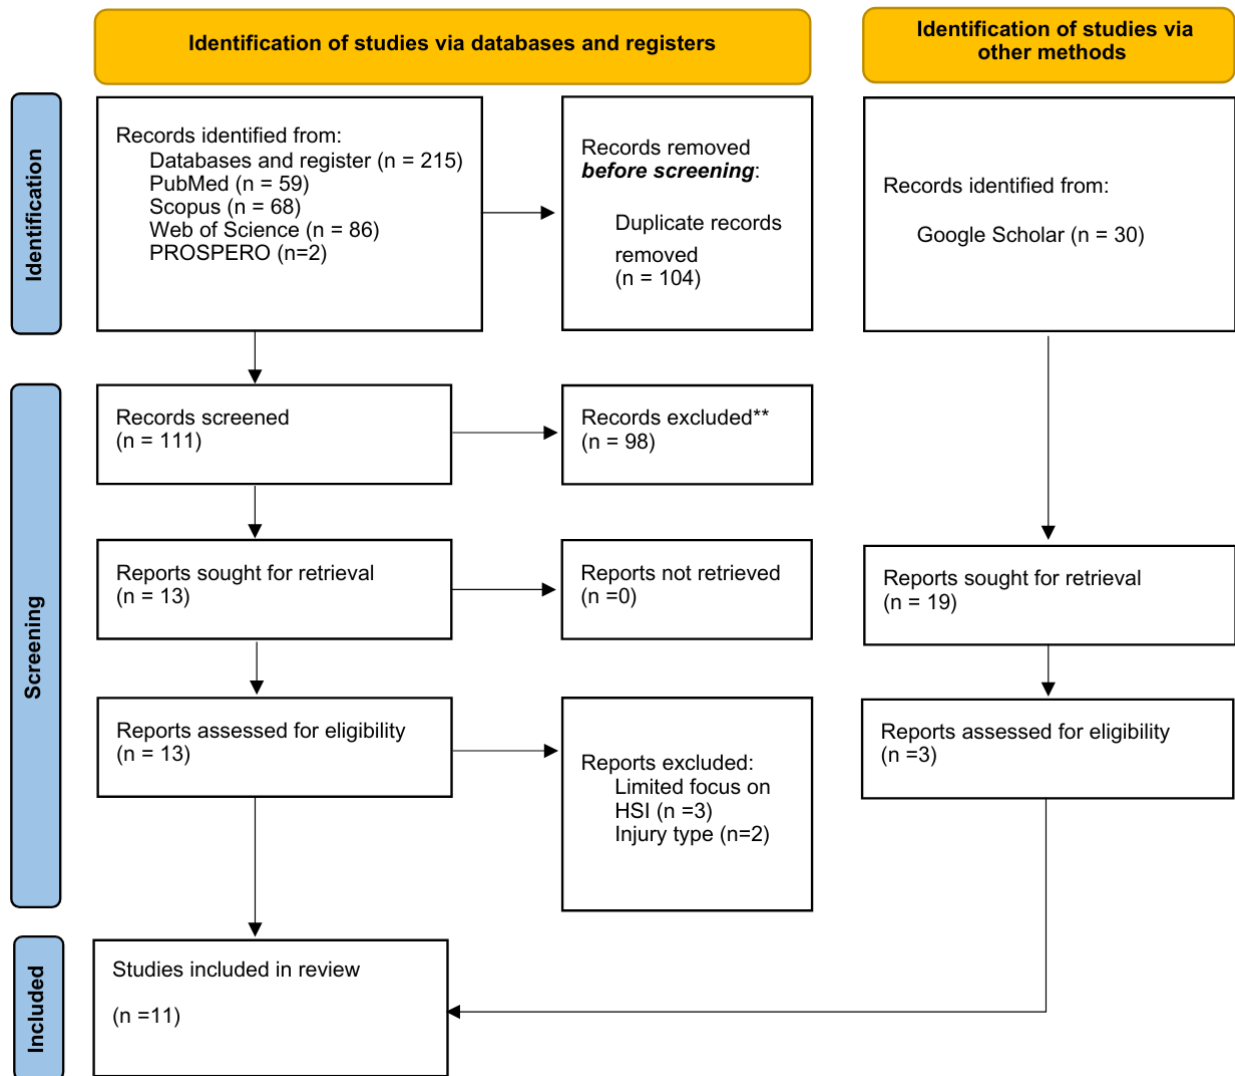 Identification of studies via databases and registers
Identification of studies via
other methods
Identification
Records identified from:
Databases and register (n = 215)
PubMed (n = 59)
Scopus (n = 68)
Web of Science (n = 86)
PROSPERO (n=2)
Records removed
before screening:
Duplicate records
removed
(n = 104)
Records identified from:
Google Scholar (n = 30)
Screening
Records screened
(n = 111)
Records excluded**
(n = 98)
Reports sought for retrieval
(n = 13)
Reports not retrieved
(n =0)
Reports sought for retrieval
(n = 19)
Reports assessed for eligibility
(n = 13)
Reports excluded:
Limited focus on
HSI (n =3)
Injury type (n=2)
Reports assessed for eligibility
(n =3)
Included
Studies included in review
(n =11)